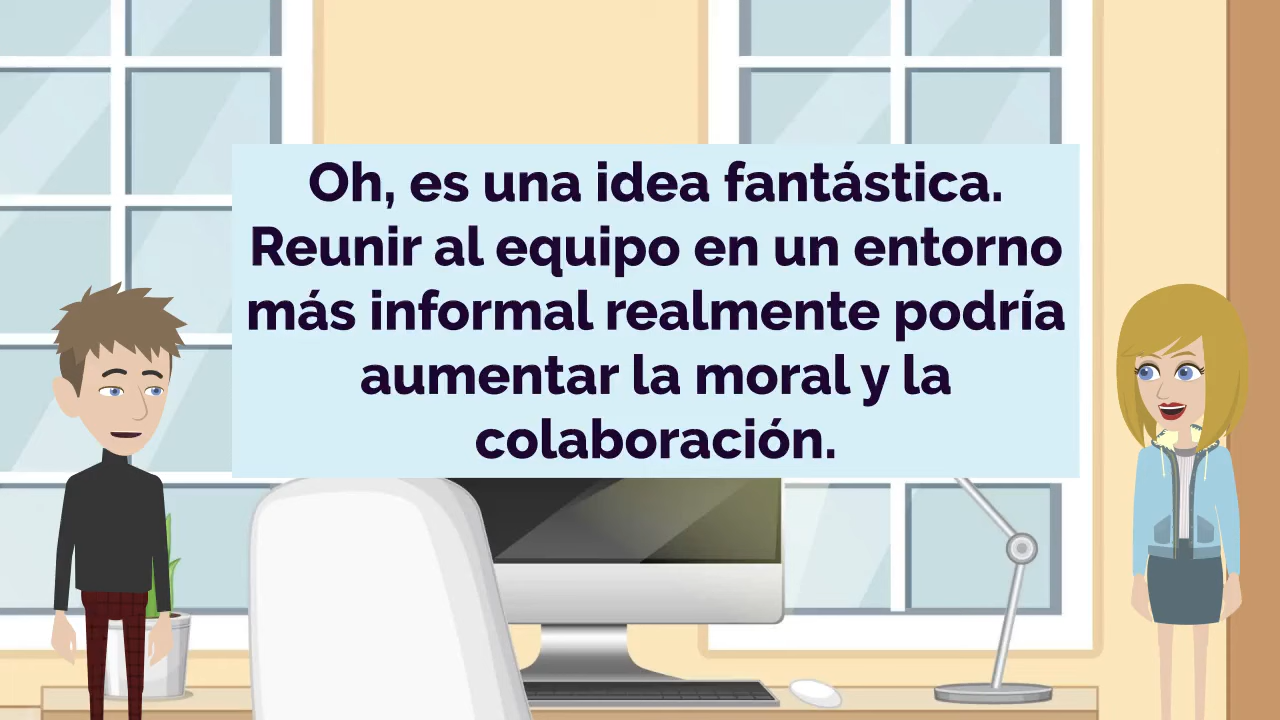 Oh, es una idea fantástica.
Reunir al equipo en un entorno
más informal realmente podría
aumentar la moral y la
colaboración.